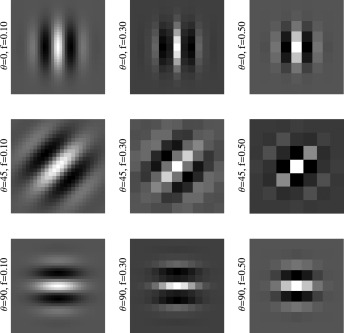 θ=0, f=0.10
θ=0, f=0.30
θ=0, f=0.50
θ=45, f=0.10
θ=45, f=0.30
θ=45, f=0.50
θ=90, f=0.10
θ=90, f=0.30
θ=90, f=0.50